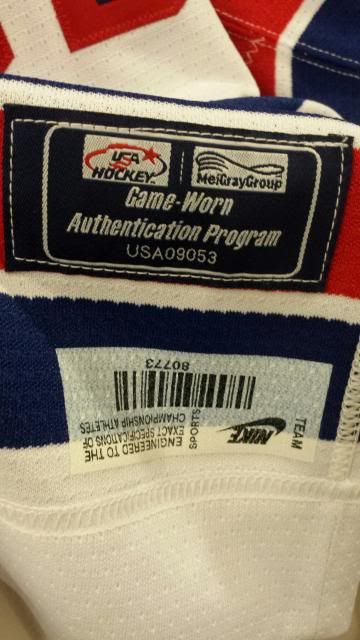 USA
HOCKEY
MeiGrayGroup
Game-Worn
Authentication Program
USA09053
NIKE
TEAM
SPORTS
ENGINEERED TO THE
EXACT SPECIFICATIONS OF
CHAMPIONSHIP ATHLETES
80773